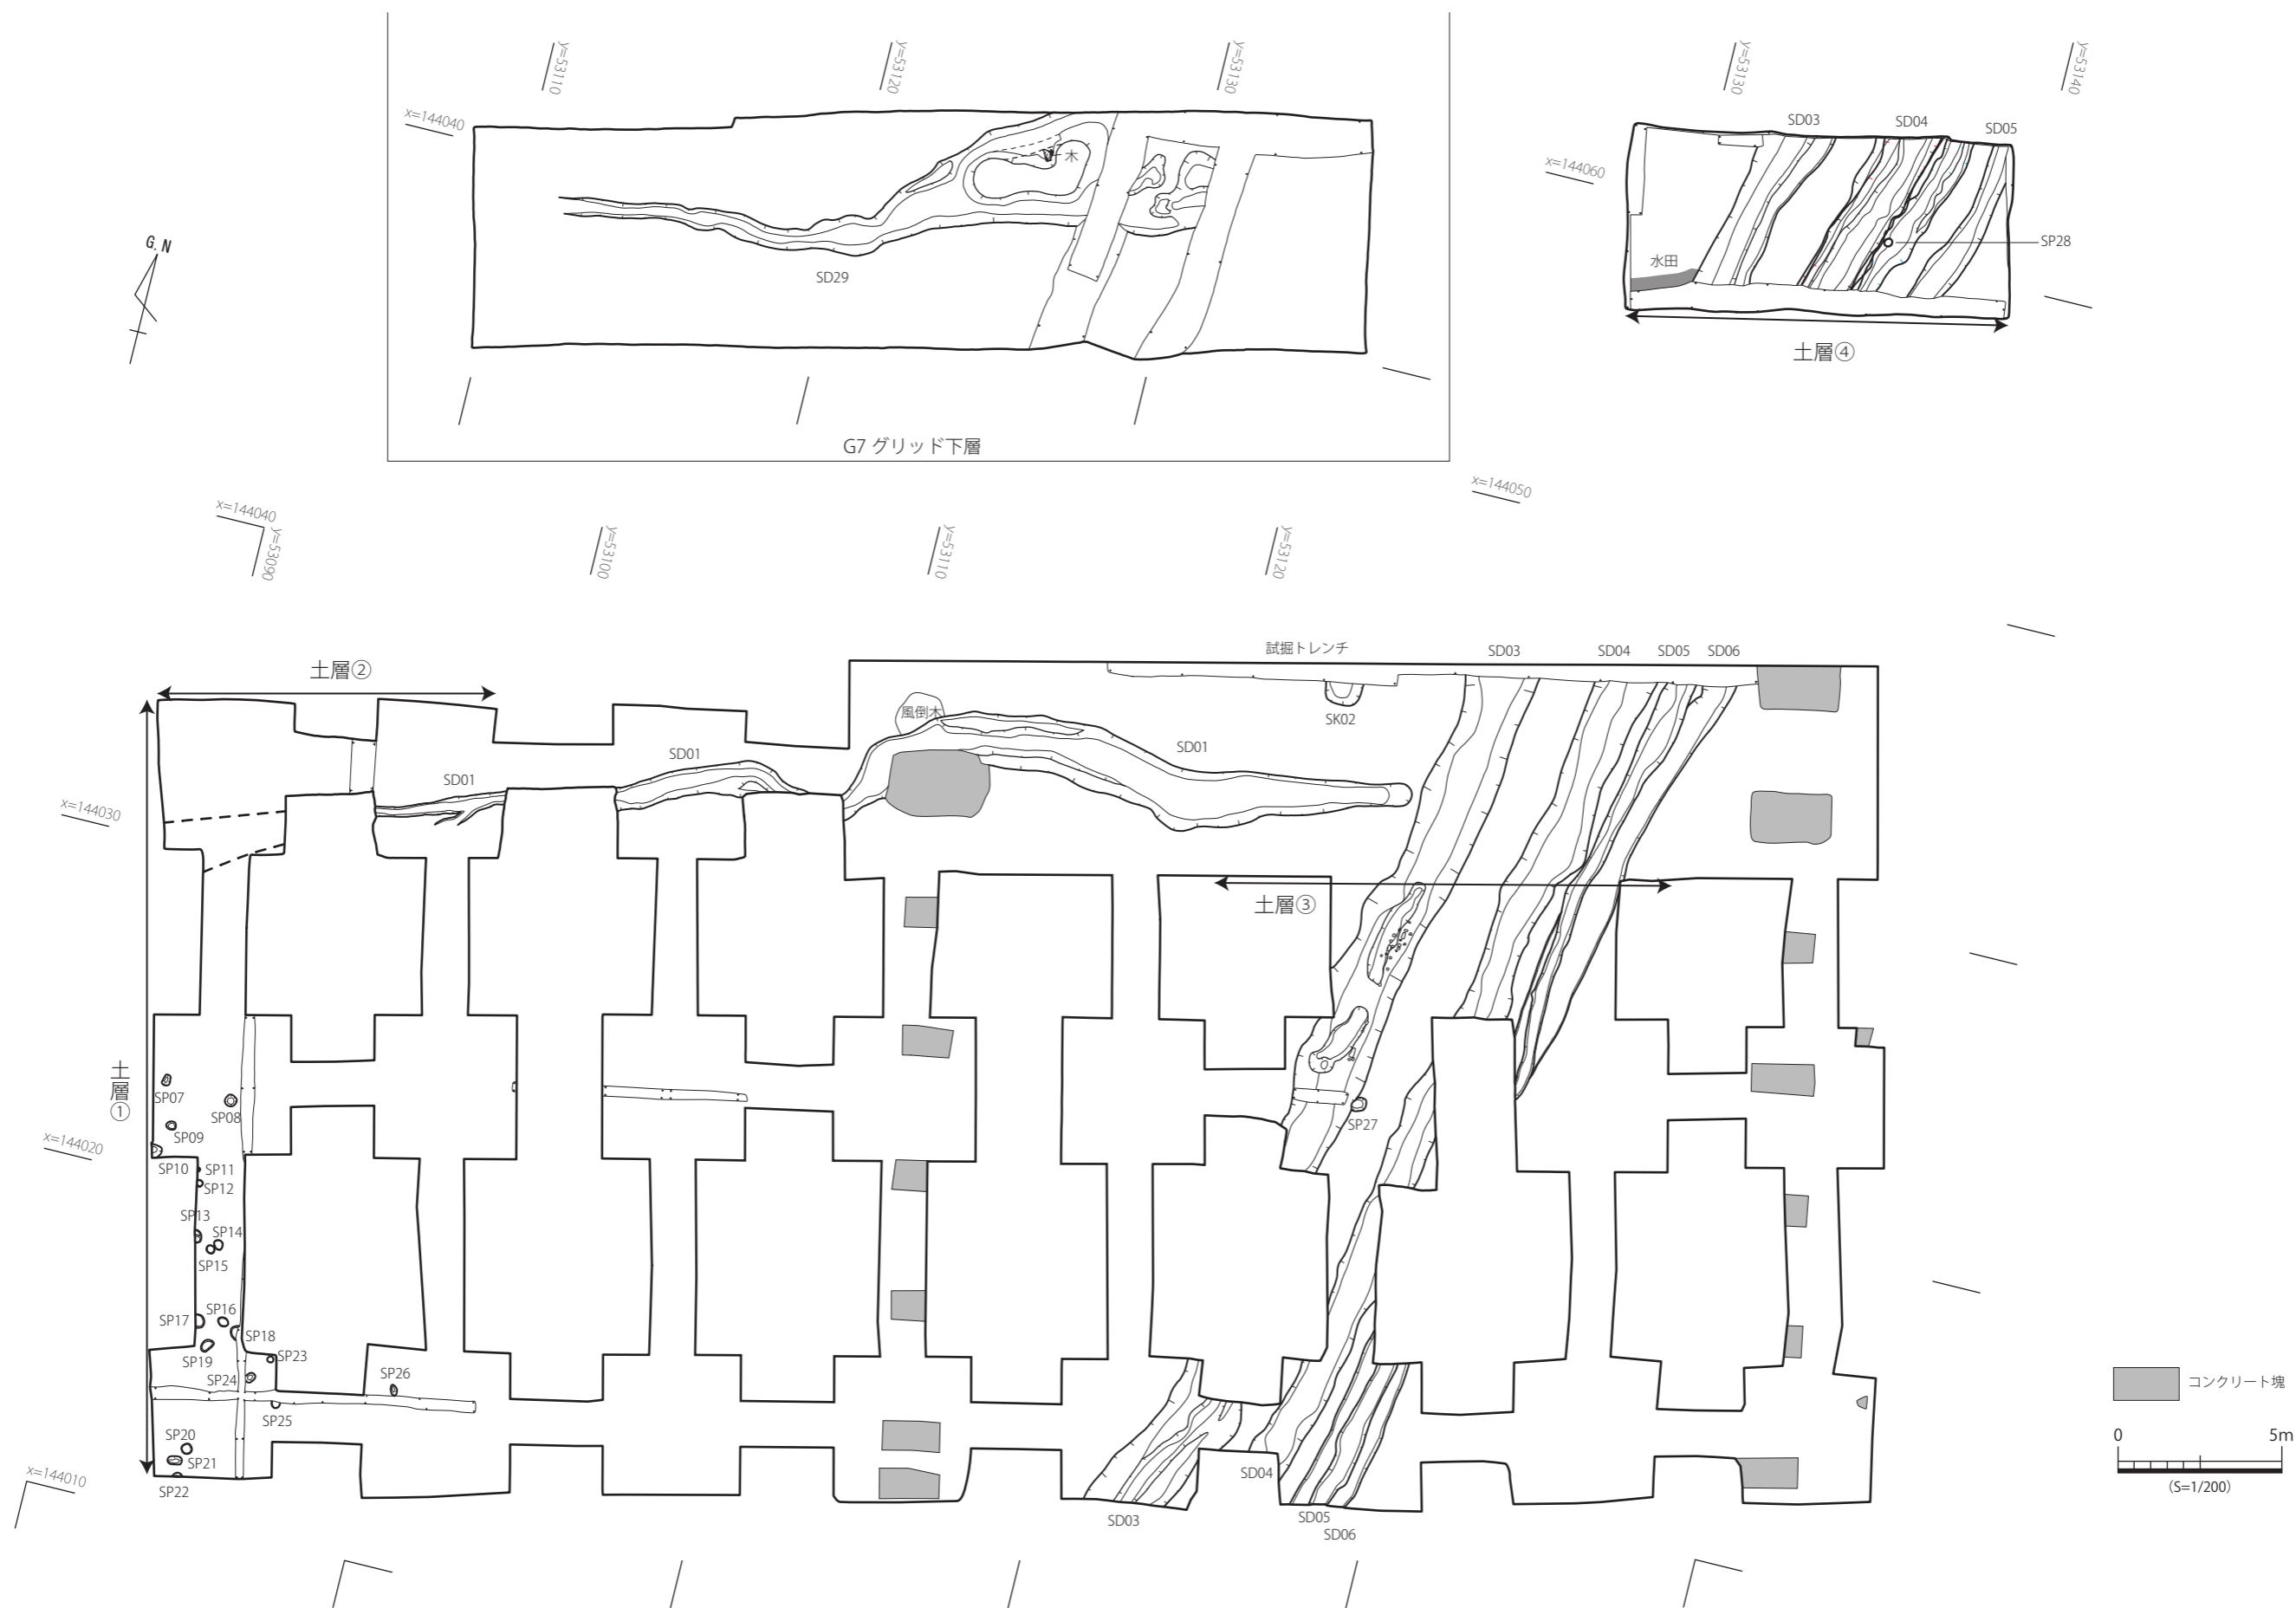 y=53110
y=53120
y=53130
x=144040
木
SD29
G7 グリッド下層
G. N
y=53130
y=53140
x=144060
SD03
SD04
SD05
SP28
水田
土層④
x=144040
y=53090
y=53100
y=53110
y=53120
x=144050
土層②
試掘トレンチ
SD03
SD04
SD05
SD06
風倒木
SK02
SD01
SD01
SD01
x=144030
土層③
土層①
SP07
SP08
SP09
SP27
x=144020
SP10
SP11
SP12
SP13
SP14
SP15
SP16
SP17
SP18
SP19
SP23
SP24
SP26
SP25
SP20
SP21
SP22
x=144010
SD04
SD03
SD05
SD06
コンクリート塊
0
5m
(S=1/200)